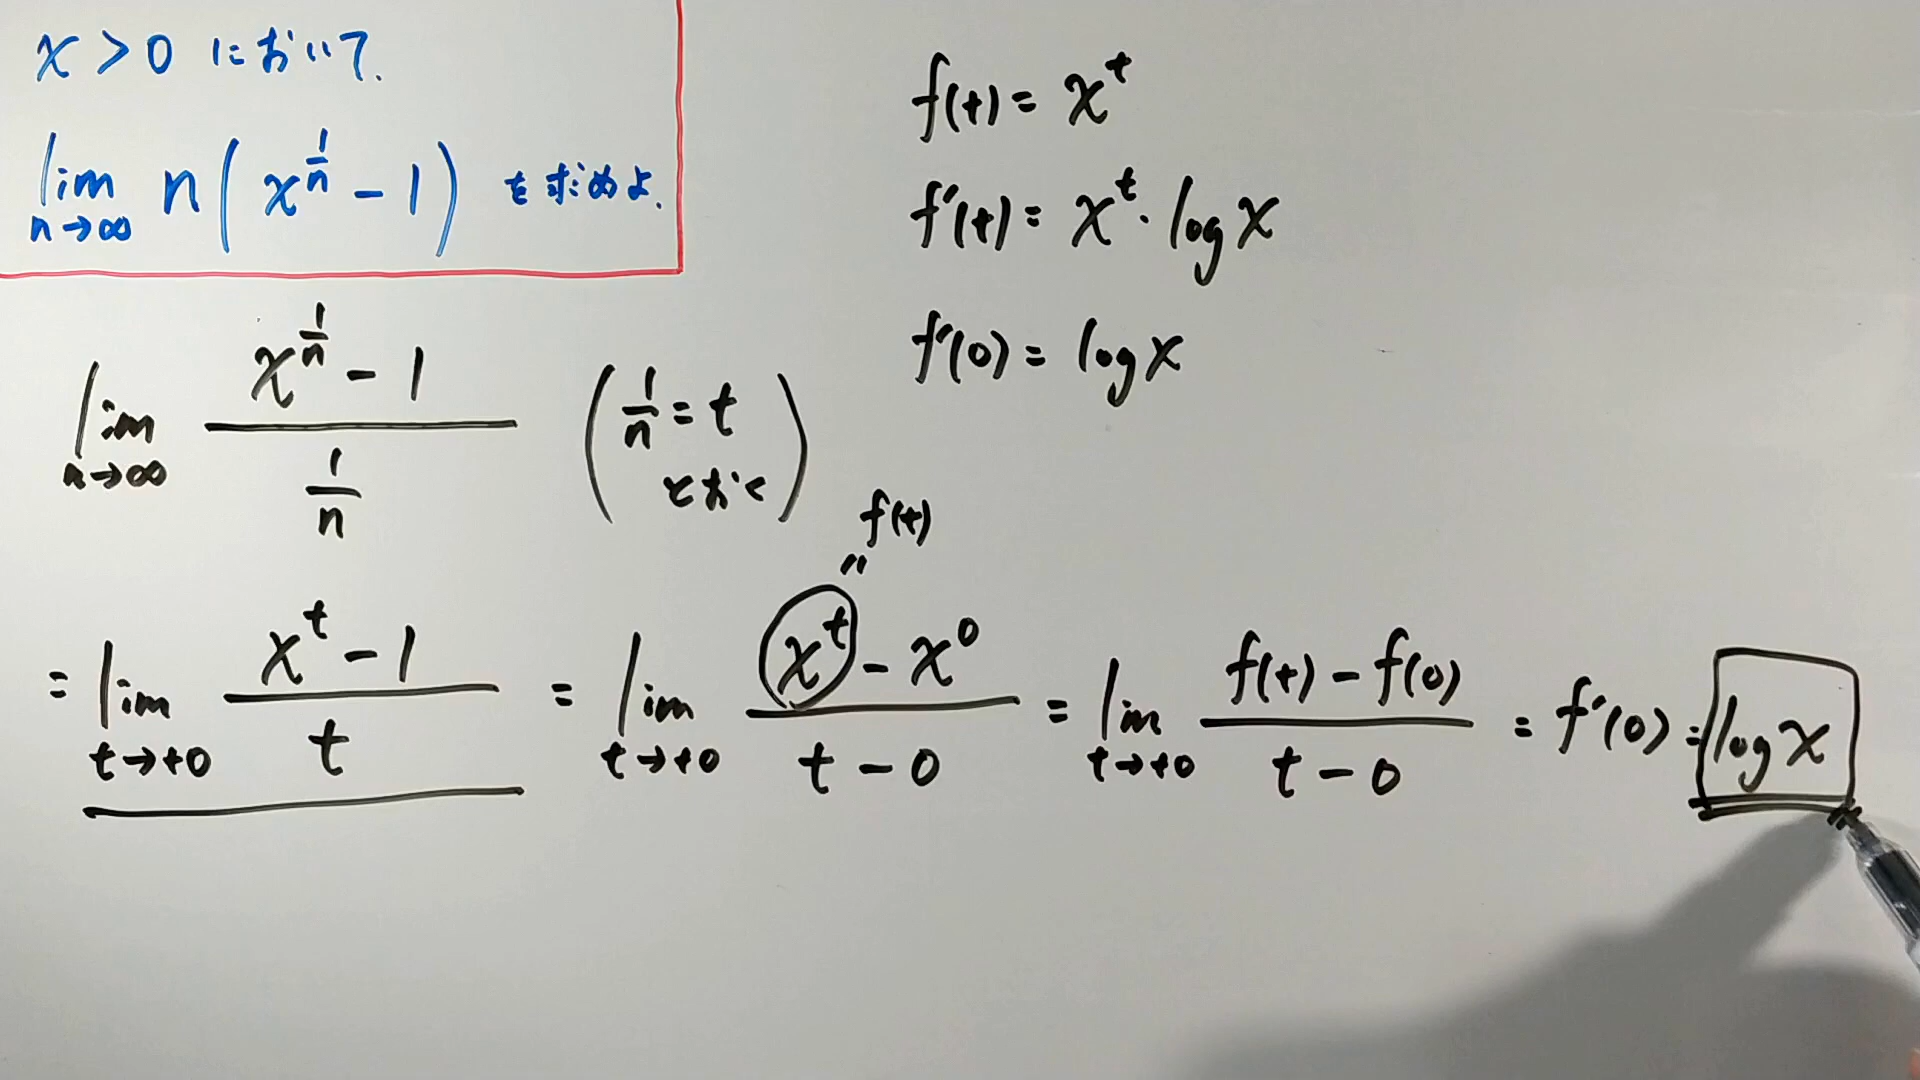 x > 0 において.
lim n→∞ n( x^{1/n} - 1 ) を求めよ.
f(t) = x^t
f'(t) = x^t · log x
f'(0) = log x
lim n→∞ (x^{1/n} - 1) / (1/n) ( 1/n = t とおく )
f(t)
〃
= lim t→+0 (x^t - 1) / t = lim t→+0 (x^t - x^0) / (t - 0) = lim t→+0 (f(t) - f(0)) / (t - 0) = f'(0) = log x